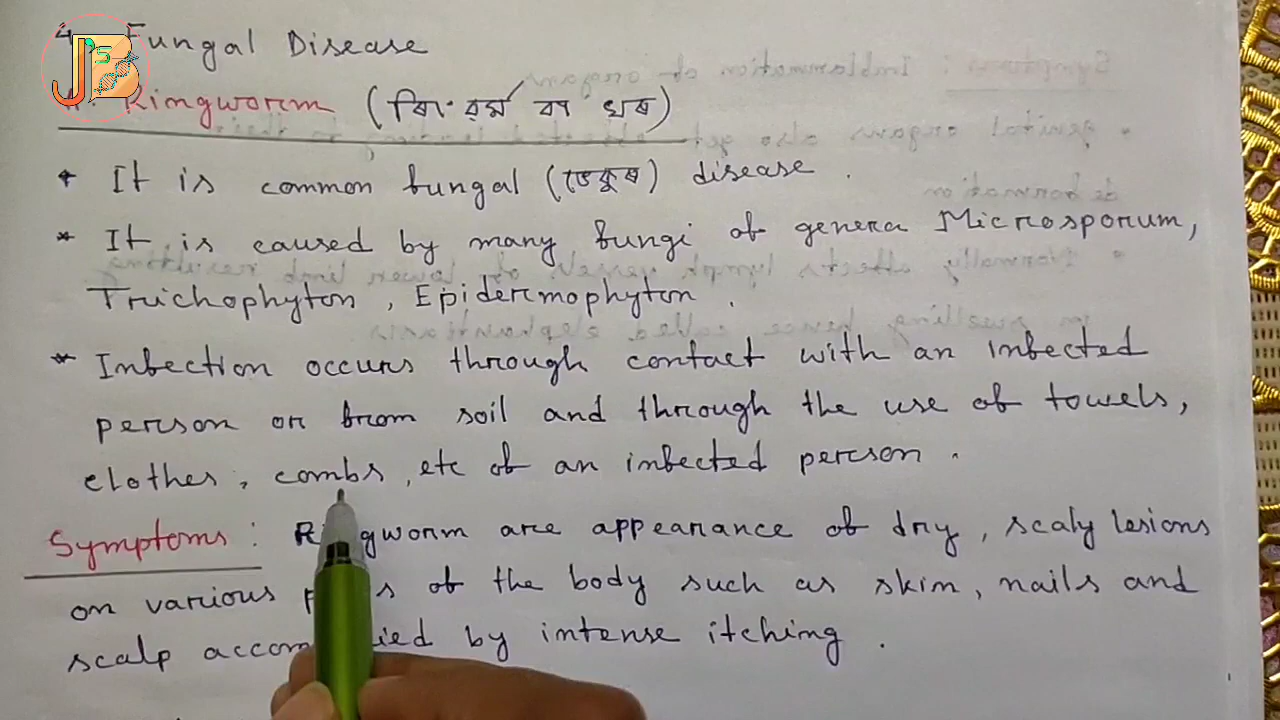 Fungal Disease
J's B
Ringworm (ৰিং ৱৰ্ম বা খৰ)
* It is common fungal (ভেকুৰ) disease.
* It is caused by many fungi of genera Microsporum,
Trichophyton, Epidermophyton.
* Infection occurs through contact with an infected
person or from soil and through the use of towels,
clothes, combs, etc of an infected person.
Symptoms: Ringworm are appearance of dry, scaly lesions
on various of the body such as skin, nails and
scalp by intense itching.